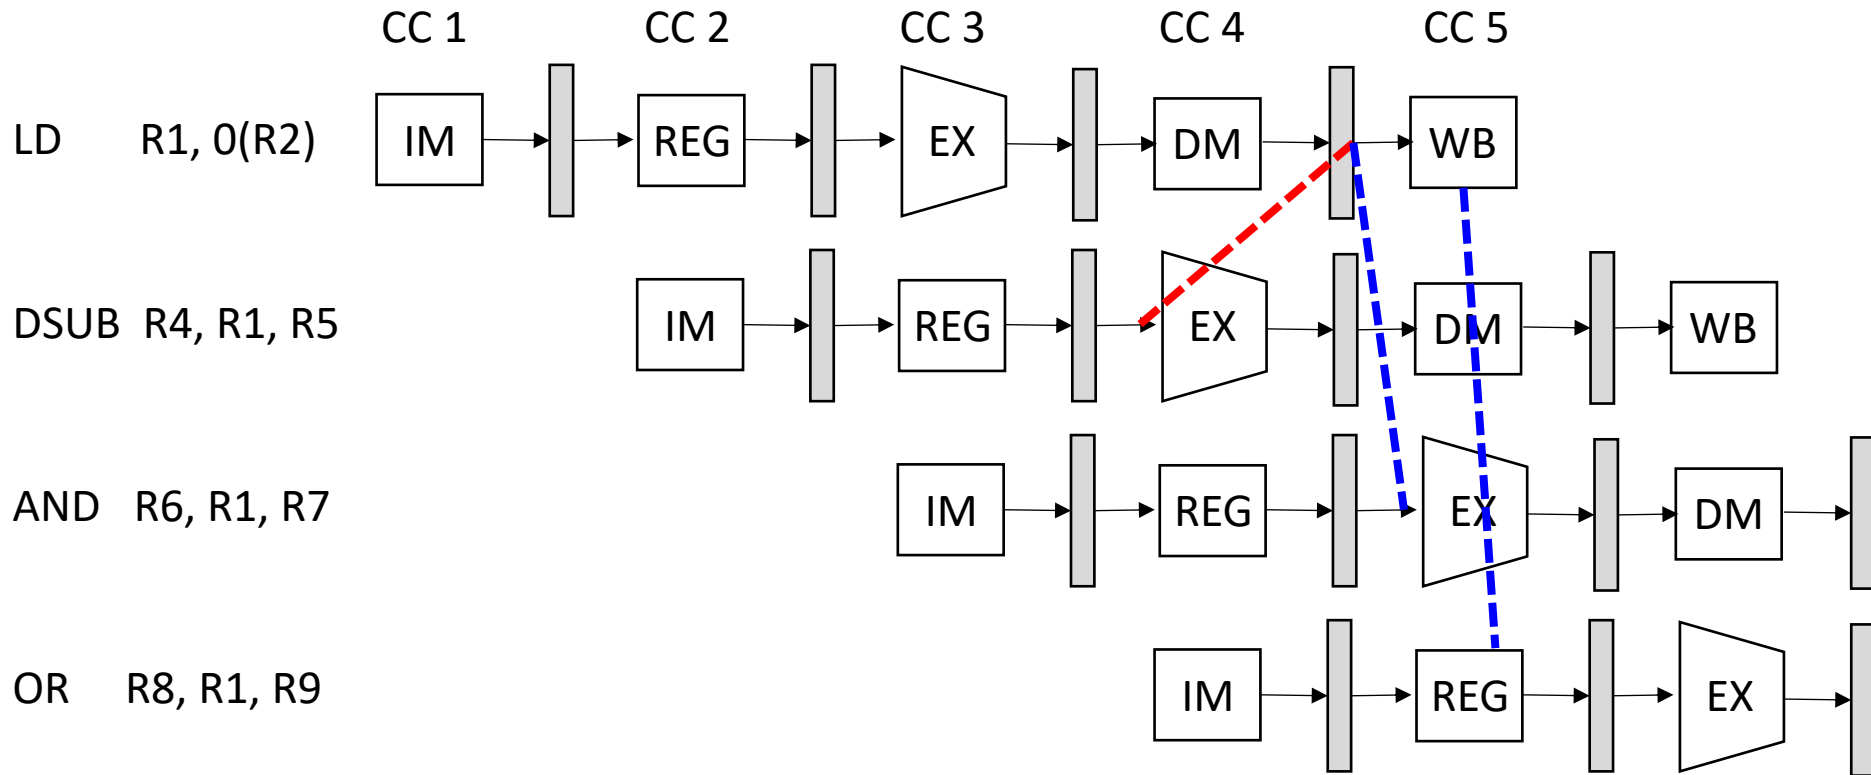 CC 1 CC 2 CC 3 CC 4 CC 5
LD R1, 0(R2) IM REG EX DM WB
DSUB R4, R1, R5 IM REG EX DM WB
AND R6, R1, R7 IM REG EX DM
OR R8, R1, R9 IM REG EX